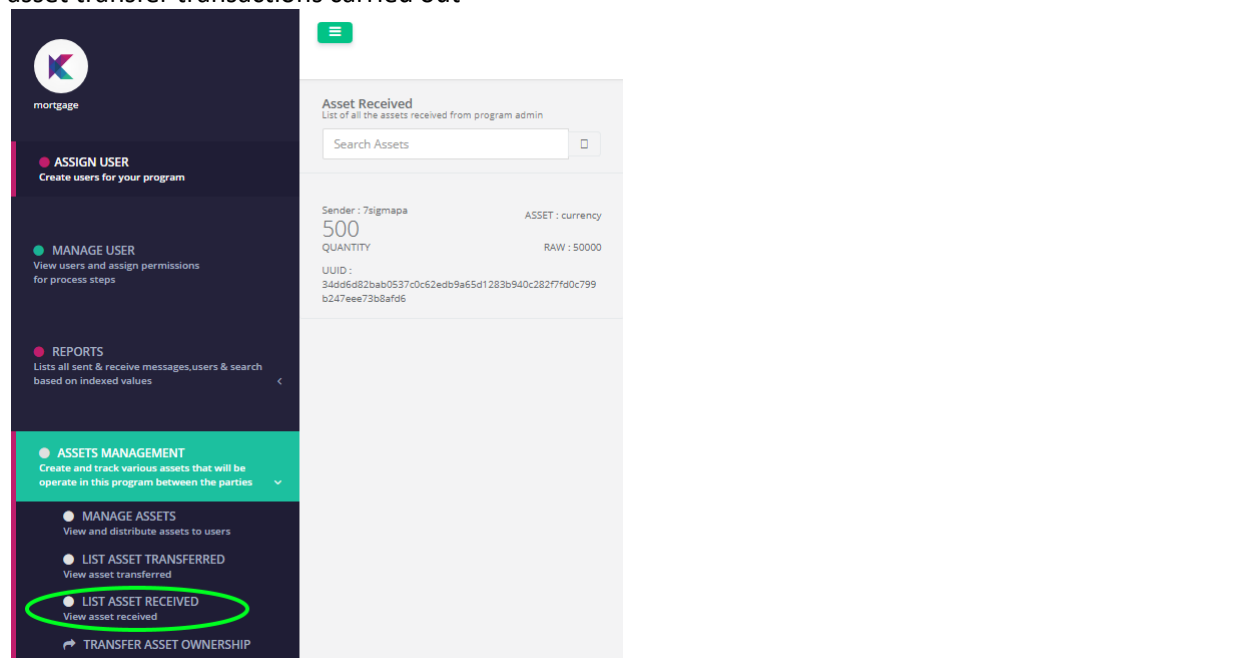 asset transfer transactions carried out
mortgage
ASSIGN USER
Create users for your program
MANAGE USER
View users and assign permissions
for process steps
REPORTS
Lists all sent & receive messages,users & search
based on indexed values
ASSETS MANAGEMENT
Create and track various assets that will be
operate in this program between the parties
MANAGE ASSETS
View and distribute assets to users
LIST ASSET TRANSFERRED
View asset transferred
LIST ASSET RECEIVED
View asset received
TRANSFER ASSET OWNERSHIP
Asset Received
List of all the assets received from program admin
Search Assets
Sender : 7sigmapa
ASSET : currency
500
QUANTITY
RAW : 50000
UUID :
34dd6d82bab0537c0c62edb9a65d1283b940c282f7fd0c799
b247eee73b8afd6